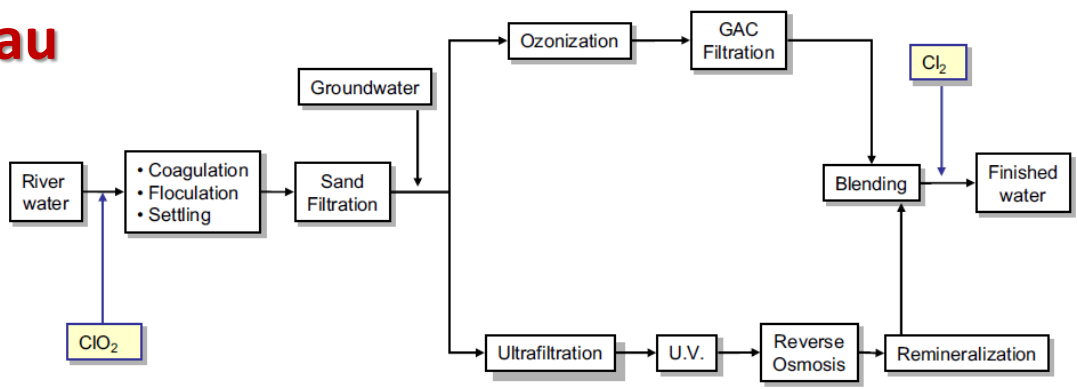 au
Ozonization
GAC
Filtration
Cl₂
Groundwater
River
water
• Coagulation
• Floculation
• Settling
Sand
Filtration
Blending
Finished
water
ClO₂
Ultrafiltration
U.V.
Reverse
Osmosis
Remineralization